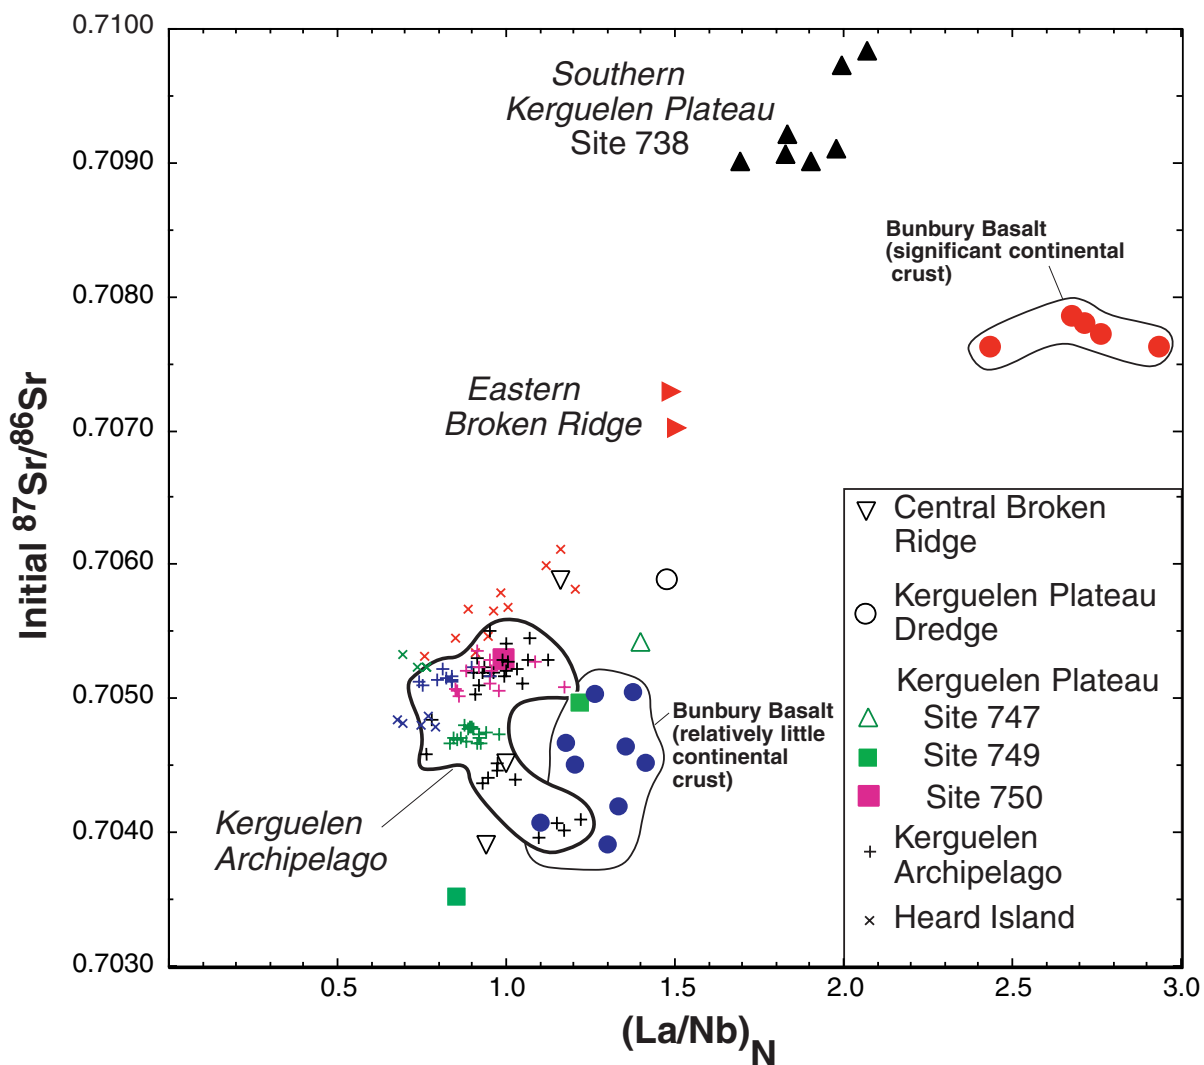 0.7100
0.7090
0.7080
0.7070
0.7060
0.7050
0.7040
0.7030
Initial ⁸⁷Sr/⁸⁶Sr
Southern
Kerguelen Plateau
Site 738
Bunbury Basalt
(significant continental
crust)
Eastern
Broken Ridge
Bunbury Basalt
(relatively little
continental
crust)
Kerguelen
Archipelago
Central Broken
Ridge
Kerguelen Plateau
Dredge
Kerguelen Plateau
Site 747
Site 749
Site 750
Kerguelen
Archipelago
Heard Island
0.5 1.0 1.5 2.0 2.5 3.0
(La/Nb)N